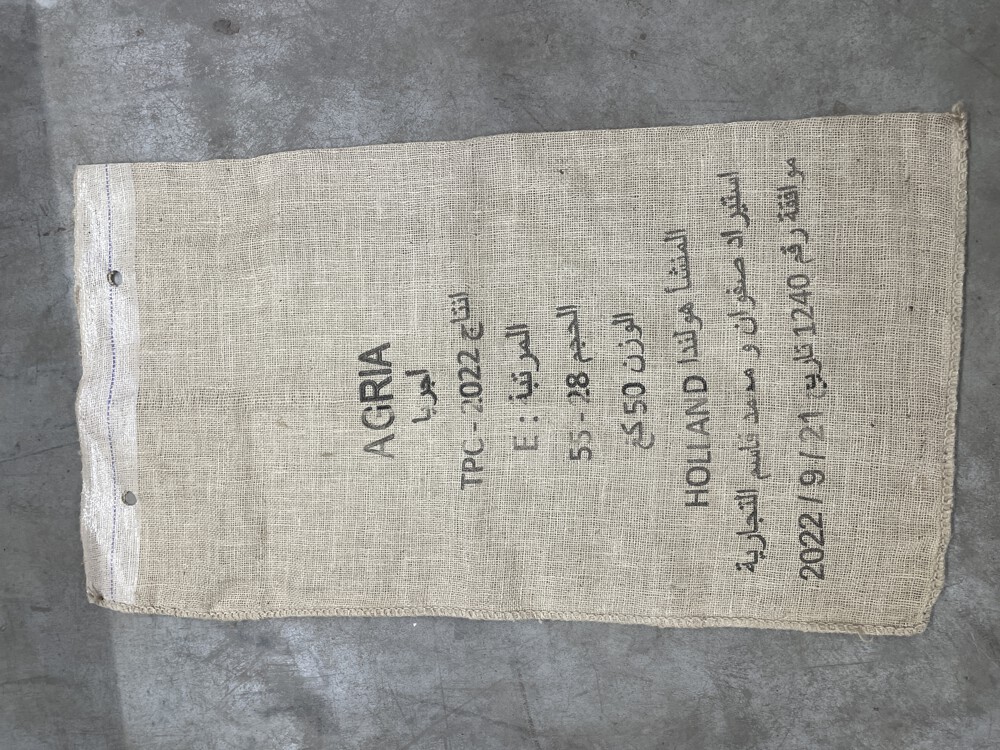 AGRIA
اجريا
TPC - 2022 انتاج
المرتبة : E
الحجم 28 - 55
الوزن 50 كغ
المنشا هولندا HOLLAND
استيراد صفوان و محمد قاسم التجارية
موافقة رقم 1240 تاريخ 21 / 9 / 2022